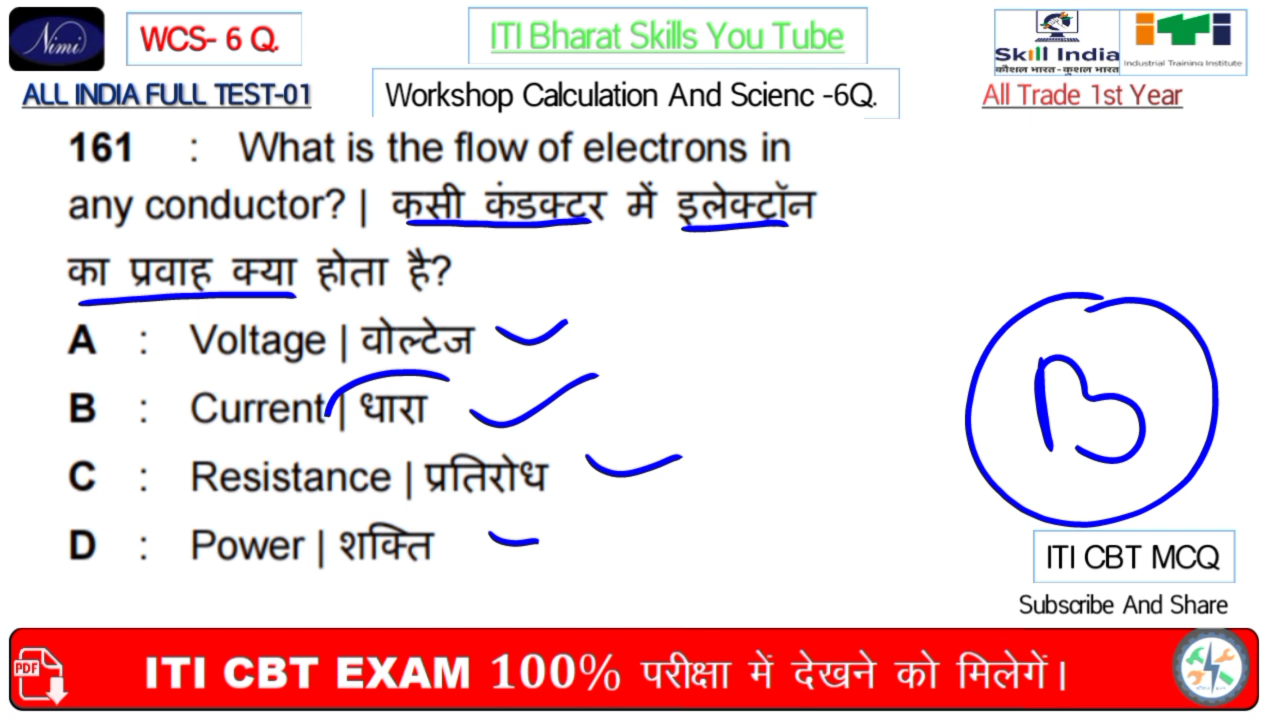 Nimi
WCS- 6 Q.
ITI Bharat Skills You Tube
Skill India
कौशल भारत - कुशल भारत
iTi
Industrial Training Institute
ALL INDIA FULL TEST-01
Workshop Calculation And Scienc -6Q.
All Trade 1st Year
161 : What is the flow of electrons in
any conductor? | कसी कंडक्टर में इलेक्ट्रॉन
का प्रवाह क्या होता है?
A : Voltage | वोल्टेज
B : Current | धारा
C : Resistance | प्रतिरोध
D : Power | शक्ति
B
ITI CBT MCQ
Subscribe And Share
PDF
ITI CBT EXAM 100% परीक्षा में देखने को मिलेगें।